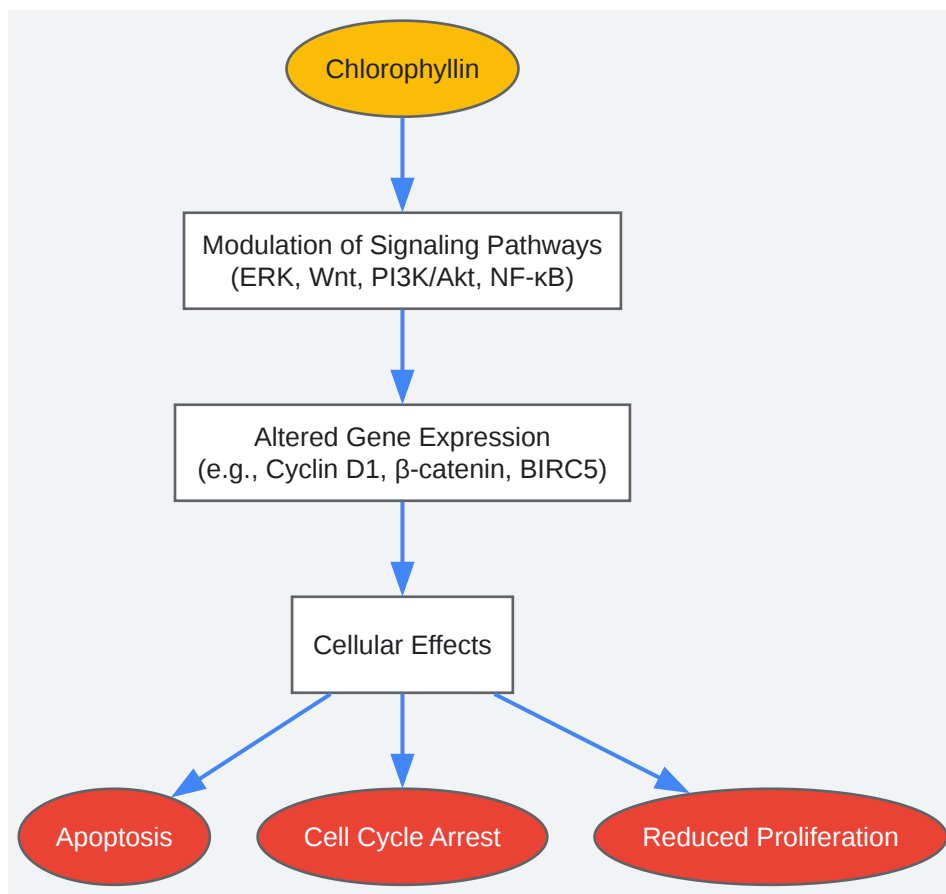 Chlorophyllin
Modulation of Signaling Pathways
(ERK, Wnt, PI3K/Akt, NF-κB)
Altered Gene Expression
(e.g., Cyclin D1, β-catenin, BIRC5)
Cellular Effects
Apoptosis
Cell Cycle Arrest
Reduced Proliferation